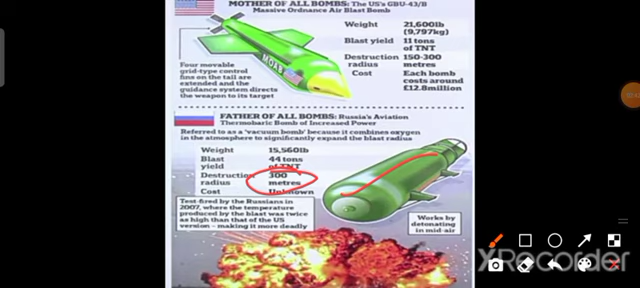 MOTHER OF ALL BOMBS: The US's GBU-43/B
Massive Ordnance Air Blast Bomb
Weight 21,600lb
(9,797kg)
Blast yield 11 tons
of TNT
Destruction 150-300
radius metres
Cost Each bomb
costs around
£12.8million
MOAB
Four movable
grid-type control
fins on the tail are
extended and the
guidance system directs
the weapon to its target
FATHER OF ALL BOMBS: Russia's Aviation
Thermobaric Bomb of Increased Power
Referred to as a 'vacuum bomb' because it combines oxygen
in the atmosphere to significantly expand the blast radius
Weight 15,560lb
Blast 44 tons
yield of TNT
Destruction 300
radius metres
Cost Unknown
Test-fired by the Russians in
2007, where the temperature
produced by the blast was twice
as high than that of the US
version - making it more deadly
Works by
detonating
in mid-air
XRecorder